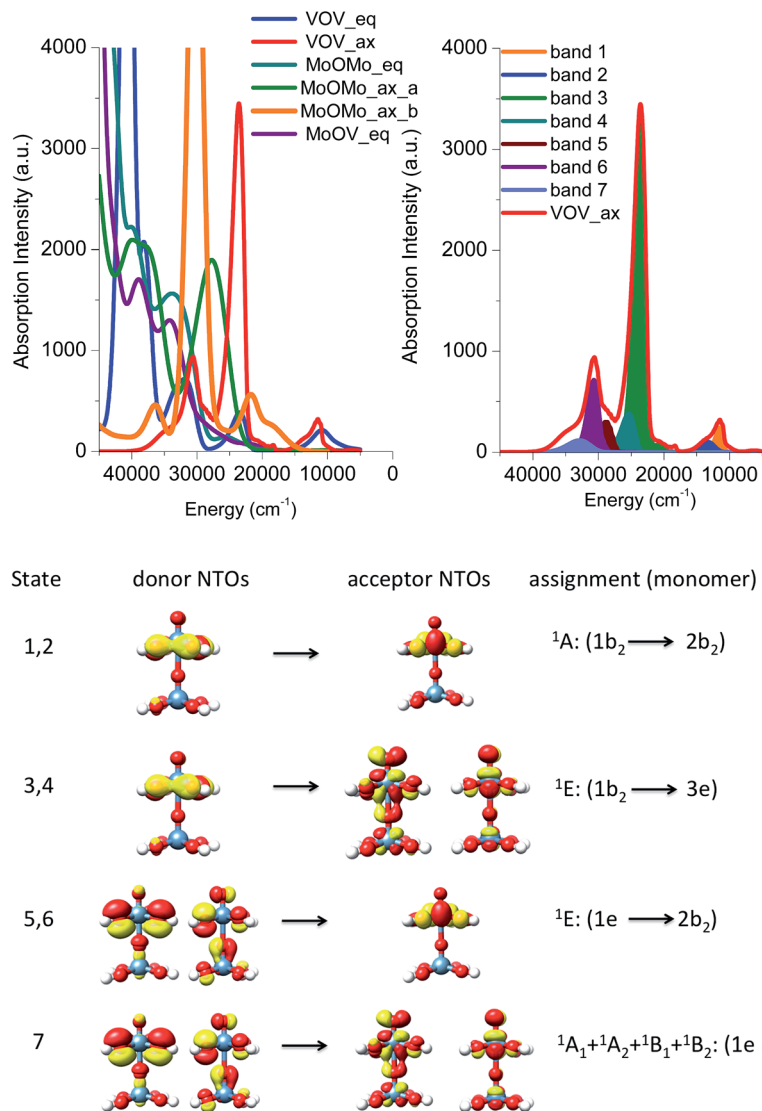 VOV_eq
VOV_ax
MoOMo_eq
MoOMo_ax_a
MoOMo_ax_b
MoOV_eq
4000
3000
2000
1000
0
40000 30000 20000 10000 0
Energy (cm⁻¹)
Absorption Intensity (a.u.)
band 1
band 2
band 3
band 4
band 5
band 6
band 7
VOV_ax
4000
3000
2000
1000
0
40000 30000 20000 10000
Energy (cm⁻¹)
Absorption Intensity (a.u.)
State donor NTOs acceptor NTOs assignment (monomer)
1,2 ¹A: (1b₂ → 2b₂)
3,4 ¹E: (1b₂ → 3e)
5,6 ¹E: (1e → 2b₂)
7 ¹A₁+¹A₂+¹B₁+¹B₂: (1e